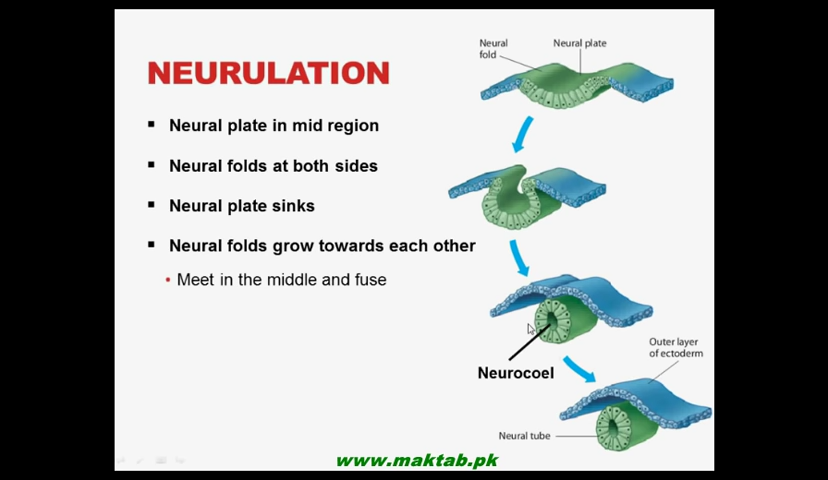 NEURULATION
Neural plate in mid region
Neural folds at both sides
Neural plate sinks
Neural folds grow towards each other
Meet in the middle and fuse
Neural
fold
Neural plate
Neurocoel
Outer layer
of ectoderm
Neural tube
www.maktab.pk